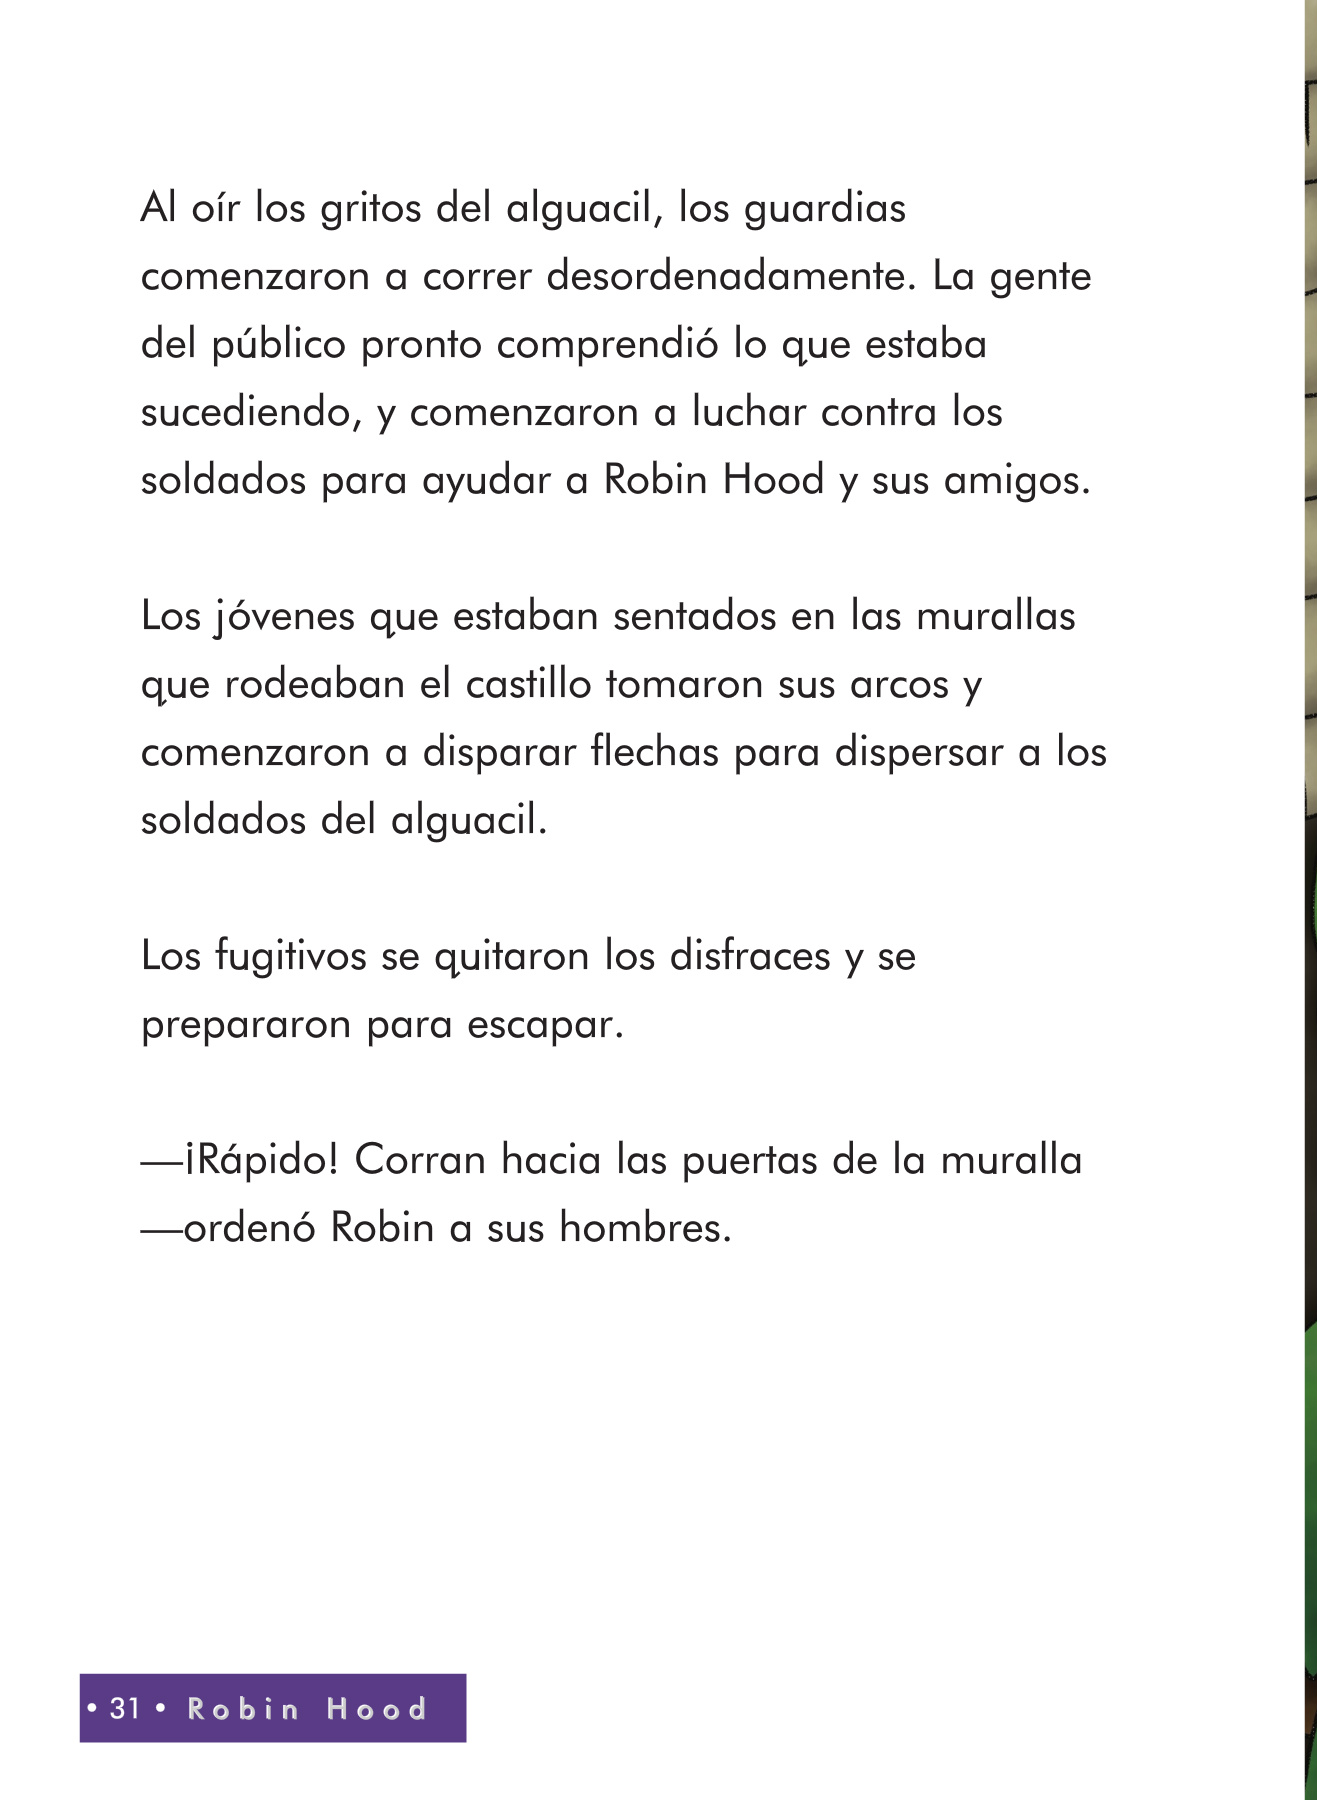 Al oír los gritos del alguacil, los guardias
comenzaron a correr desordenadamente. La gente
del público pronto comprendió lo que estaba
sucediendo, y comenzaron a luchar contra los
soldados para ayudar a Robin Hood y sus amigos.
Los jóvenes que estaban sentados en las murallas
que rodeaban el castillo tomaron sus arcos y
comenzaron a disparar flechas para dispersar a los
soldados del alguacil.
Los fugitivos se quitaron los disfraces y se
prepararon para escapar.
—¡Rápido! Corran hacia las puertas de la muralla
—ordenó Robin a sus hombres.
• 31 • Robin Hood